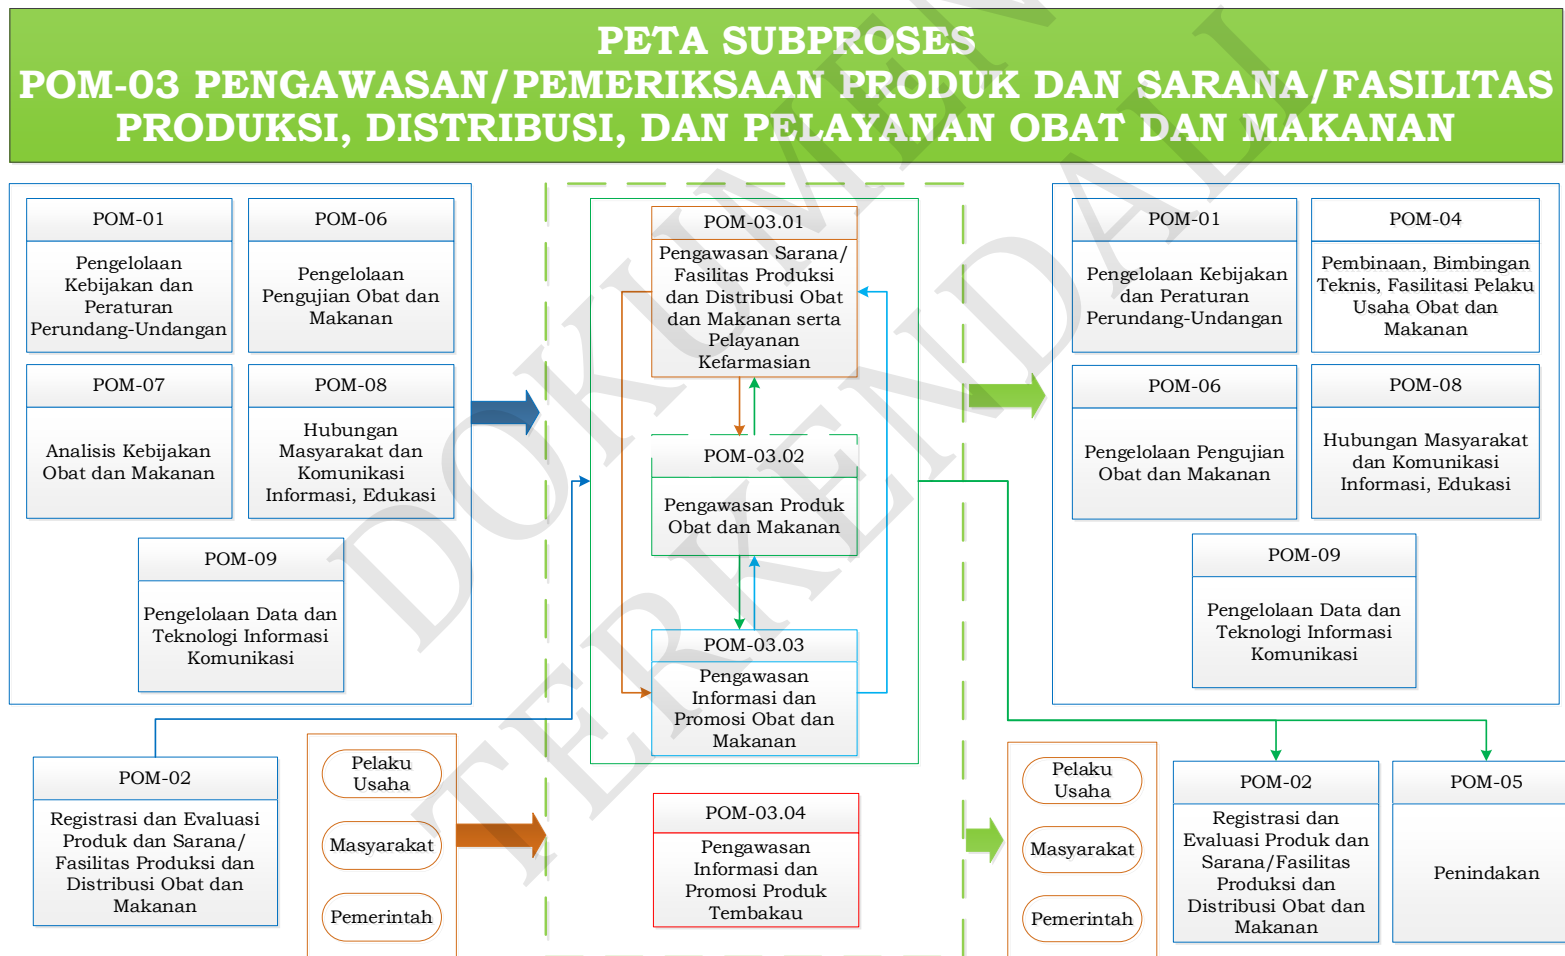 PETA SUBPROSES
POM-03 PENGAWASAN/PEMERIKSAAN PRODUK DAN SARANA/FASILITAS
PRODUKSI, DISTRIBUSI, DAN PELAYANAN OBAT DAN MAKANAN
POM-01
Pengelolaan
Kebijakan dan
Peraturan
Perundang-Undangan
POM-06
Pengelolaan
Pengujian Obat dan
Makanan
POM-07
Analisis Kebijakan
Obat dan Makanan
POM-08
Hubungan
Masyarakat dan
Komunikasi
Informasi, Edukasi
POM-09
Pengelolaan Data dan
Teknologi Informasi
Komunikasi
POM-02
Registrasi dan Evaluasi
Produk dan Sarana/
Fasilitas Produksi dan
Distribusi Obat dan
Makanan
Pelaku
Usaha
Masyarakat
Pemerintah
POM-03.01
Pengawasan Sarana/
Fasilitas Produksi
dan Distribusi Obat
dan Makanan serta
Pelayanan
Kefarmasian
POM-03.02
Pengawasan Produk
Obat dan Makanan
POM-03.03
Pengawasan
Informasi dan
Promosi Obat dan
Makanan
POM-03.04
Pengawasan
Informasi dan
Promosi Produk
Tembakau
POM-01
Pengelolaan Kebijakan
dan Peraturan
Perundang-Undangan
POM-04
Pembinaan, Bimbingan
Teknis, Fasilitasi Pelaku
Usaha Obat dan
Makanan
POM-06
Pengelolaan Pengujian
Obat dan Makanan
POM-08
Hubungan Masyarakat
dan Komunikasi
Informasi, Edukasi
POM-09
Pengelolaan Data dan
Teknologi Informasi
Komunikasi
Pelaku
Usaha
Masyarakat
Pemerintah
POM-02
Registrasi dan
Evaluasi Produk dan
Sarana/Fasilitas
Produksi dan
Distribusi Obat dan
Makanan
POM-05
Penindakan
DOKUMEN
TERKENDALI